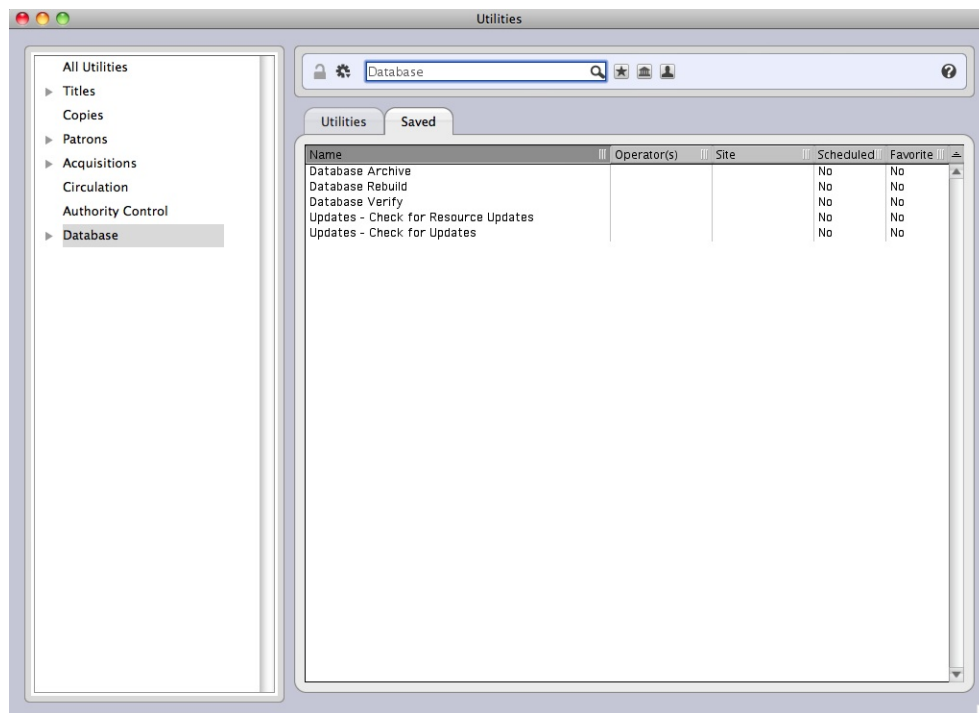 Utilities
All Utilities
Titles
Copies
Patrons
Acquisitions
Circulation
Authority Control
Database
Database
Utilities Saved
Name Operator(s) Site Scheduled Favorite
Database Archive No No
Database Rebuild No No
Database Verify No No
Updates - Check for Resource Updates No No
Updates - Check for Updates No No